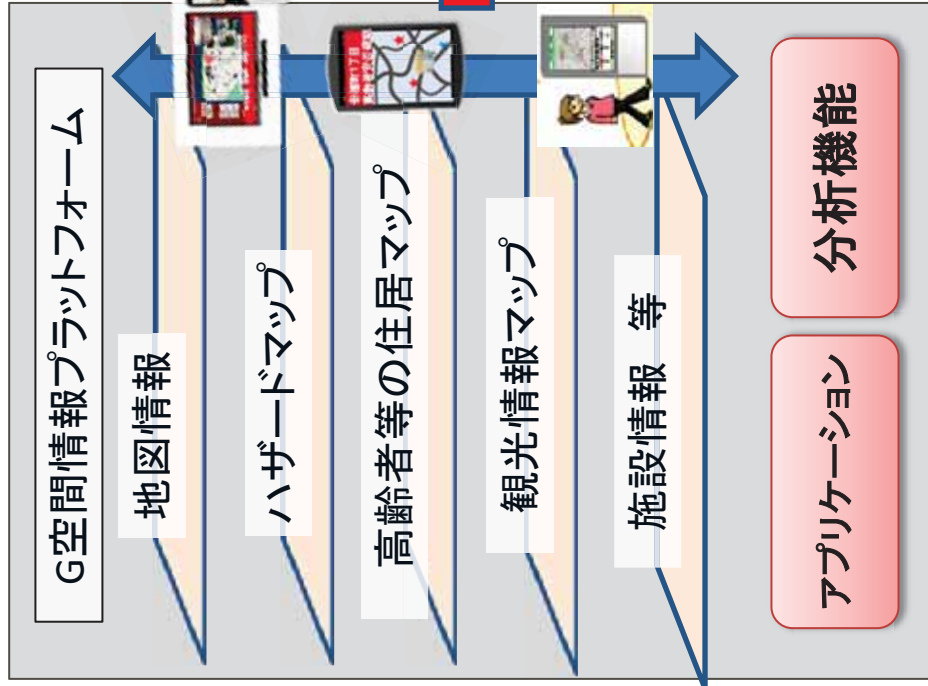 G空間情報プラットフォーム
地図情報
ハザードマップ
高齢者等の住居マップ
観光情報マップ
施設情報　等
アプリケーション
分析機能